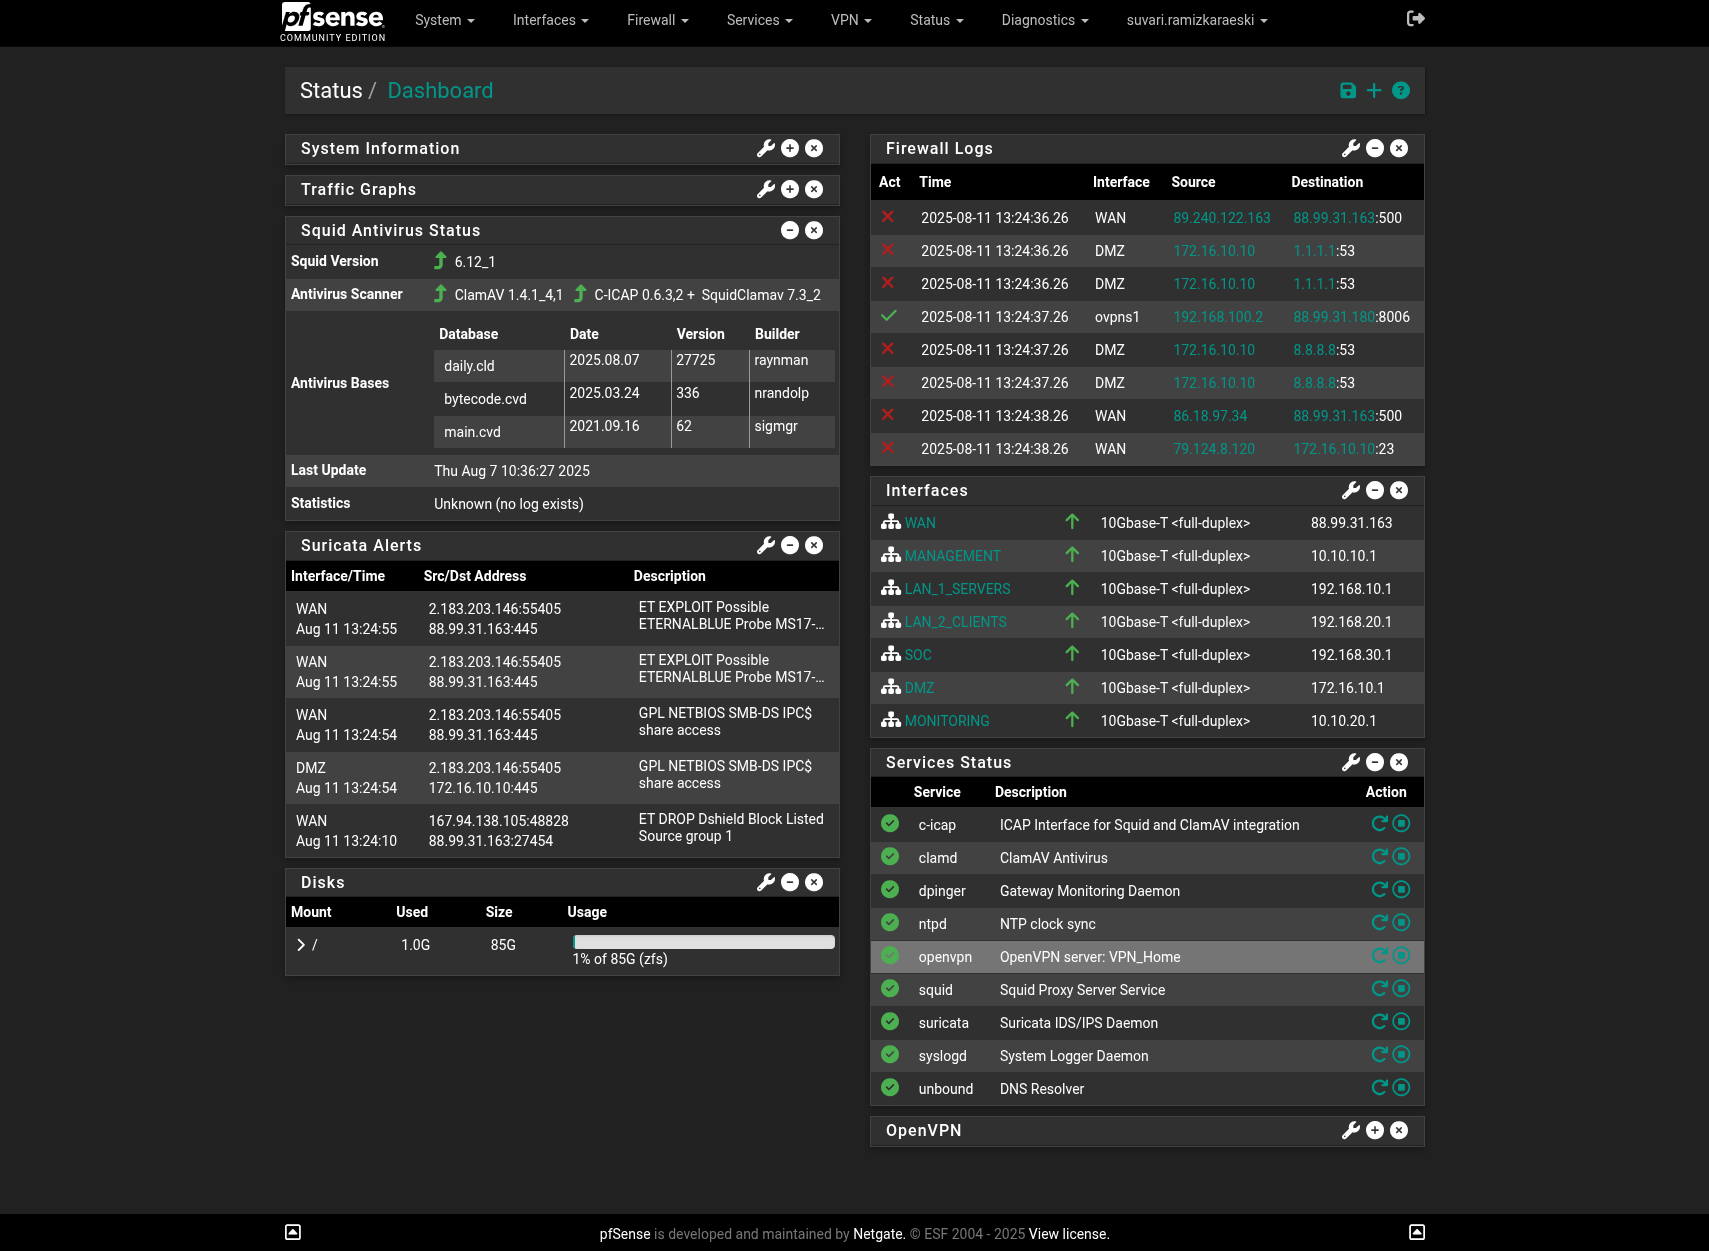 pfsense
COMMUNITY EDITION
System Interfaces Firewall Services VPN Status Diagnostics suvari.ramizkaraeski
Status / Dashboard
System Information
Traffic Graphs
Squid Antivirus Status
Squid Version 6.12_1
Antivirus Scanner ClamAV 1.4.1_4,1 C-ICAP 0.6.3,2 + SquidClamav 7.3_2
Antivirus Bases
Database Date Version Builder
daily.cld 2025.08.07 27725 raynman
bytecode.cvd 2025.03.24 336 nrandolp
main.cvd 2021.09.16 62 sigmgr
Last Update Thu Aug 7 10:36:27 2025
Statistics Unknown (no log exists)
Suricata Alerts
Interface/Time Src/Dst Address Description
WAN 2.183.203.146:55405 ET EXPLOIT Possible
Aug 11 13:24:55 88.99.31.163:445 ETERNALBLUE Probe MS17-...
WAN 2.183.203.146:55405 ET EXPLOIT Possible
Aug 11 13:24:55 88.99.31.163:445 ETERNALBLUE Probe MS17-...
WAN 2.183.203.146:55405 GPL NETBIOS SMB-DS IPC$
Aug 11 13:24:54 88.99.31.163:445 share access
DMZ 2.183.203.146:55405 GPL NETBIOS SMB-DS IPC$
Aug 11 13:24:54 172.16.10.10:445 share access
WAN 167.94.138.105:48828 ET DROP Dshield Block Listed
Aug 11 13:24:10 88.99.31.163:27454 Source group 1
Disks
Mount Used Size Usage
/ 1.0G 85G
1% of 85G (zfs)
Firewall Logs
Act Time Interface Source Destination
2025-08-11 13:24:36.26 WAN 89.240.122.163 88.99.31.163:500
2025-08-11 13:24:36.26 DMZ 172.16.10.10 1.1.1.1:53
2025-08-11 13:24:36.26 DMZ 172.16.10.10 1.1.1.1:53
2025-08-11 13:24:37.26 ovpns1 192.168.100.2 88.99.31.180:8006
2025-08-11 13:24:37.26 DMZ 172.16.10.10 8.8.8.8:53
2025-08-11 13:24:37.26 DMZ 172.16.10.10 8.8.8.8:53
2025-08-11 13:24:38.26 WAN 86.18.97.34 88.99.31.163:500
2025-08-11 13:24:38.26 WAN 79.124.8.120 172.16.10.10:23
Interfaces
WAN 10Gbase-T <full-duplex> 88.99.31.163
MANAGEMENT 10Gbase-T <full-duplex> 10.10.10.1
LAN_1_SERVERS 10Gbase-T <full-duplex> 192.168.10.1
LAN_2_CLIENTS 10Gbase-T <full-duplex> 192.168.20.1
SOC 10Gbase-T <full-duplex> 192.168.30.1
DMZ 10Gbase-T <full-duplex> 172.16.10.1
MONITORING 10Gbase-T <full-duplex> 10.10.20.1
Services Status
Service Description Action
c-icap ICAP Interface for Squid and ClamAV integration
clamd ClamAV Antivirus
dpinger Gateway Monitoring Daemon
ntpd NTP clock sync
openvpn OpenVPN server: VPN_Home
squid Squid Proxy Server Service
suricata Suricata IDS/IPS Daemon
syslogd System Logger Daemon
unbound DNS Resolver
OpenVPN
pfSense is developed and maintained by Netgate. © ESF 2004 - 2025 View license.